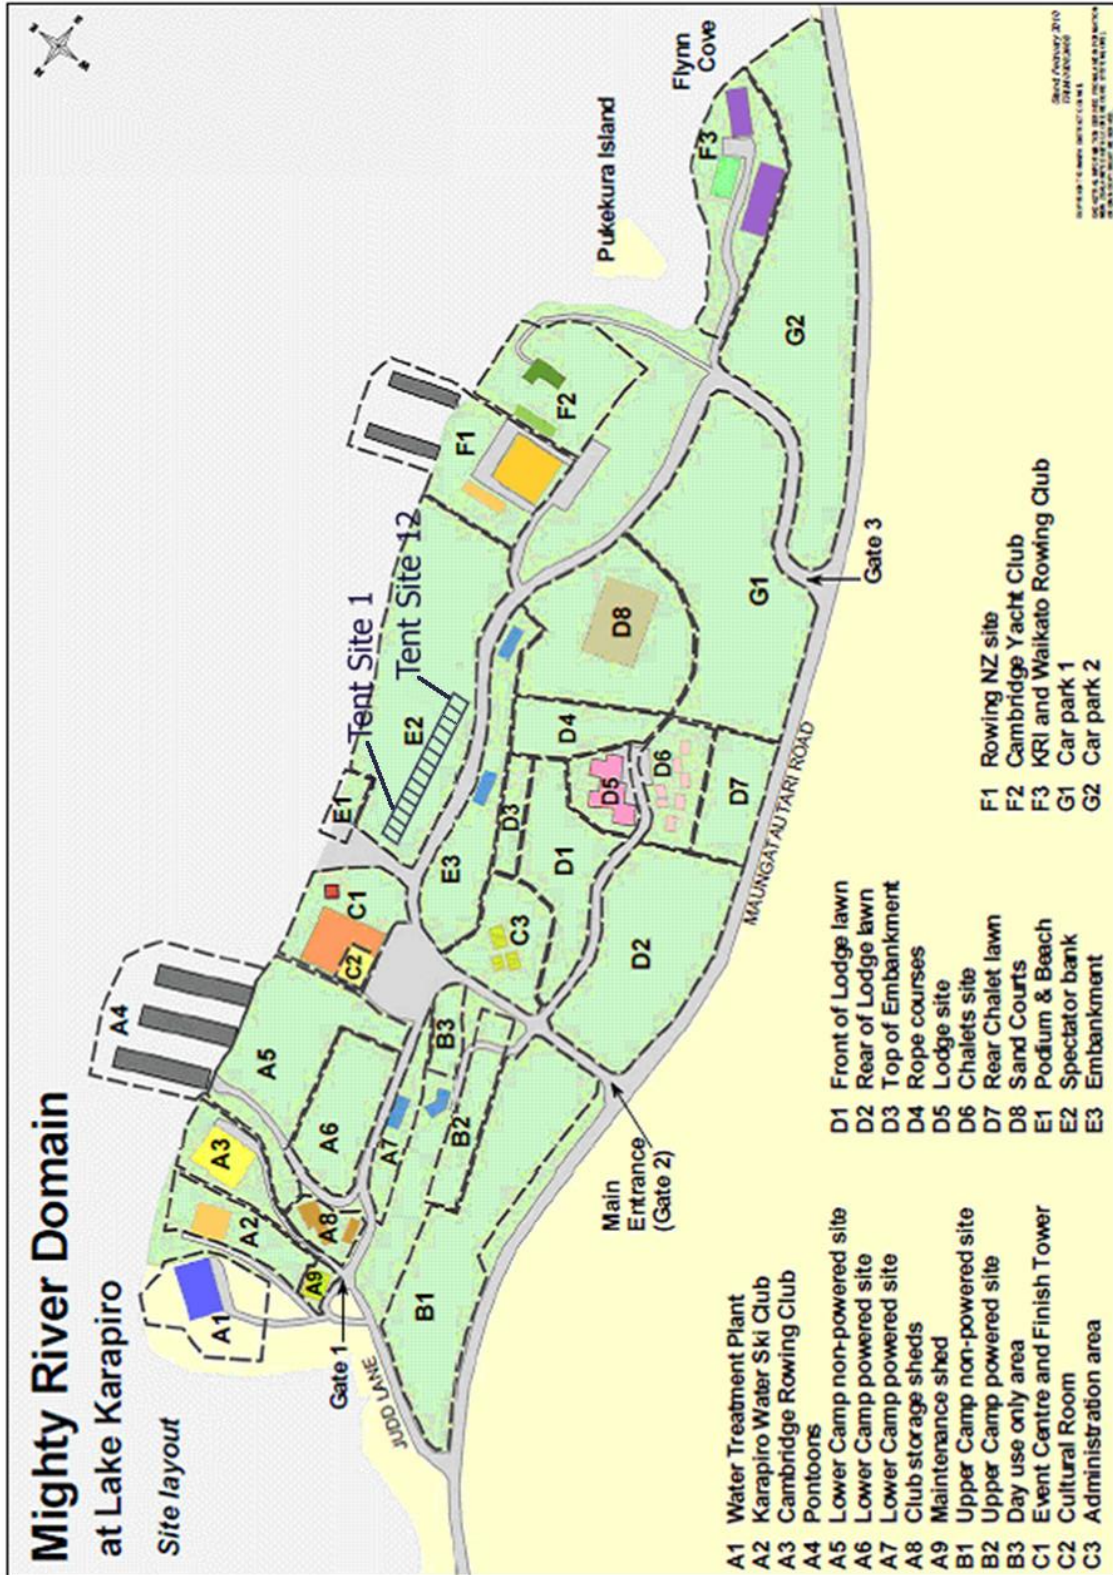 Mighty River Domain
at Lake Karapiro
Site layout
A1
A2
A3
A4
A5
A6
A7
A8
A9
B1
B2
B3
C1
C2
C3
D1
D2
D3
D4
D5
D6
D7
D8
E1
E2
E3
F1
F2
F3
G1
G2
Tent Site 1
Tent Site 12
Pukekura Island
Flynn
Cove
Gate 1
JUDD LANE
Main
Entrance
(Gate 2)
MAUNGATAUTARI ROAD
Gate 3
A1 Water Treatment Plant
A2 Karapiro Water Ski Club
A3 Cambridge Rowing Club
A4 Pontoons
A5 Lower Camp non-powered site
A6 Lower Camp powered site
A7 Lower Camp powered site
A8 Club storage sheds
A9 Maintenance shed
B1 Upper Camp non-powered site
B2 Upper Camp powered site
B3 Day use only area
C1 Event Centre and Finish Tower
C2 Cultural Room
C3 Administration area
D1 Front of Lodge lawn
D2 Rear of Lodge lawn
D3 Top of Embankment
D4 Rope courses
D5 Lodge site
D6 Chalets site
D7 Rear Chalet lawn
D8 Sand Courts
E1 Podium & Beach
E2 Spectator bank
E3 Embankment
F1 Rowing NZ site
F2 Cambridge Yacht Club
F3 KRI and Waikato Rowing Club
G1 Car park 1
G2 Car park 2